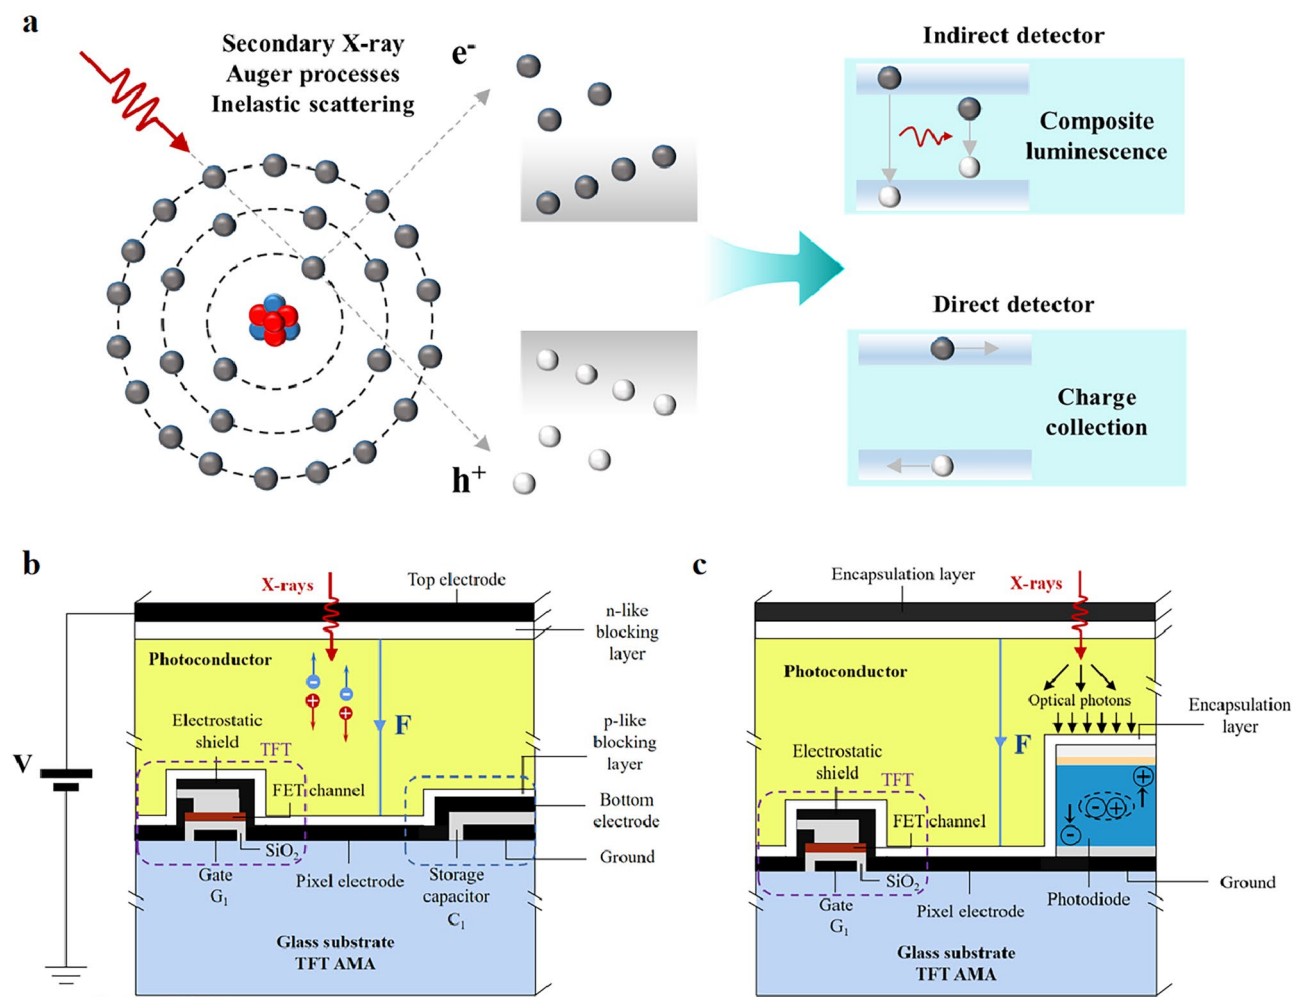 a
Secondary X-ray
Auger processes
Inelastic scattering
e-
h+
Indirect detector
Composite
luminescence
Direct detector
Charge
collection
b
X-rays
Top electrode
n-like
blocking
layer
Photoconductor
Electrostatic
shield
TFT
F
p-like
blocking
layer
V
FET channel
Bottom
electrode
SiO2
Ground
Gate
G1
Pixel electrode
Storage
capacitor
C1
Glass substrate
TFT AMA
c
Encapsulation layer
X-rays
Photoconductor
Optical photons
Encapsulation
layer
F
Electrostatic
shield
TFT
FET channel
SiO2
Ground
Gate
G1
Pixel electrode
Photodiode
Glass substrate
TFT AMA